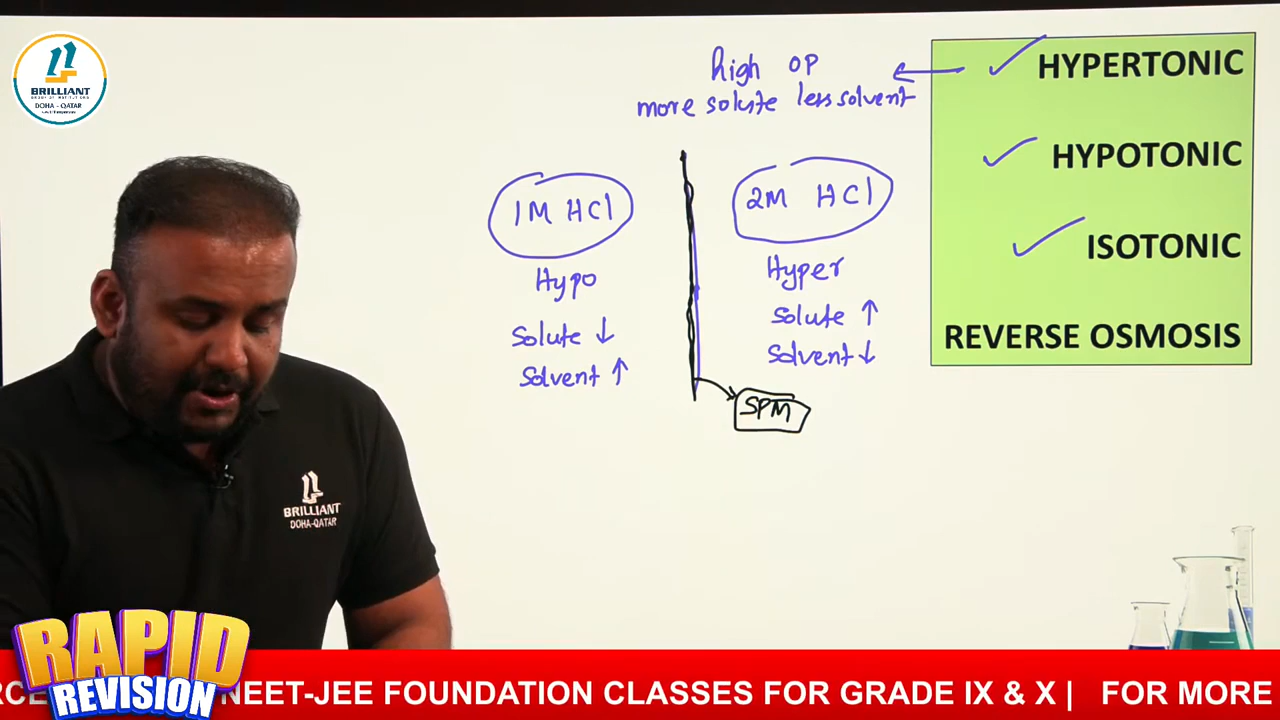 BRILLIANT
DOHA - QATAR
high OP
more solute less solvent
HYPERTONIC
HYPOTONIC
ISOTONIC
REVERSE OSMOSIS
1M HCl
Hypo
Solute ↓
Solvent ↑
2M HCl
Hyper
Solute ↑
Solvent ↓
SPM
BRILLIANT
DOHA-QATAR
RAPID
REVISION
NEET-JEE FOUNDATION CLASSES FOR GRADE IX & X | FOR MORE